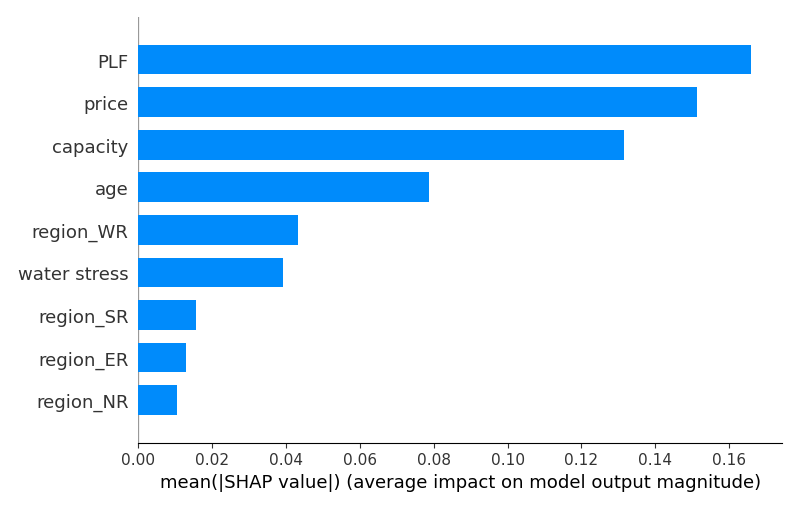 PLF
price
capacity
age
region_WR
water stress
region_SR
region_ER
region_NR
0.00 0.02 0.04 0.06 0.08 0.10 0.12 0.14 0.16
mean(|SHAP value|) (average impact on model output magnitude)